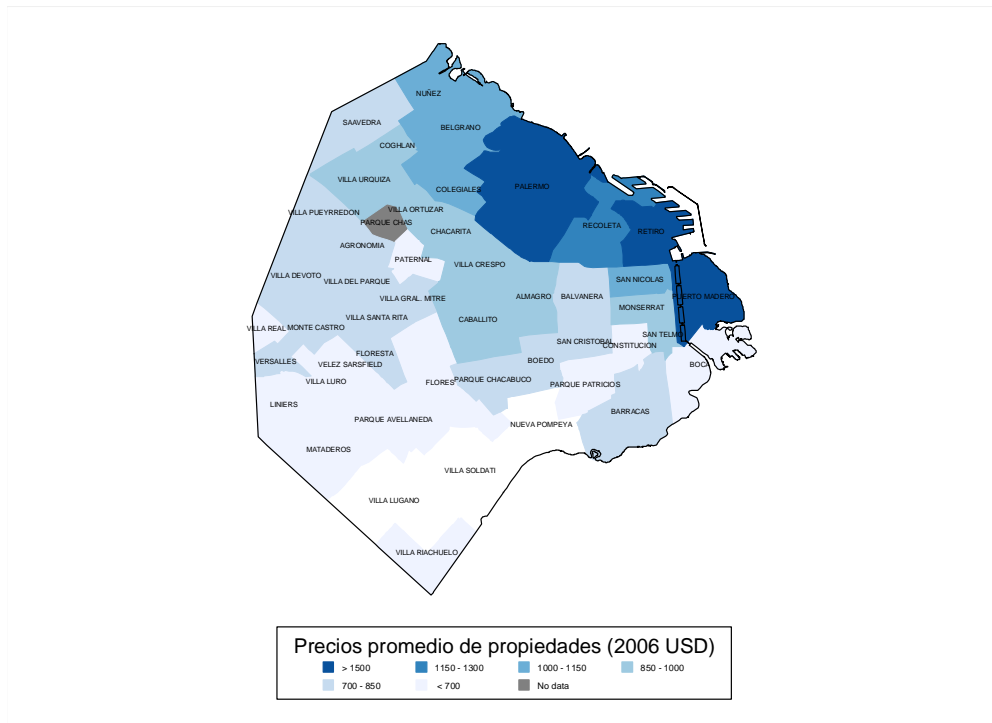 NUÑEZ
SAAVEDRA
BELGRANO
COGHLAN
VILLA URQUIZA
COLEGIALES
PALERMO
VILLA PUEYRREDON
VILLA ORTUZAR
PARQUE CHAS
RECOLETA
CHACARITA
RETIRO
AGRONOMIA
PATERNAL
VILLA CRESPO
VILLA DEVOTO
VILLA DEL PARQUE
SAN NICOLAS
VILLA GRAL. MITRE
ALMAGRO
BALVANERA
PUERTO MADERO
MONSERRAT
VILLA SANTA RITA
CABALLITO
VILLA REAL
MONTE CASTRO
SAN TELMO
SAN CRISTOBAL
CONSTITUCION
FLORESTA
VERSALLES
VELEZ SARSFIELD
BOEDO
BOCA
VILLA LURO
FLORES
PARQUE CHACABUCO
PARQUE PATRICIOS
LINIERS
BARRACAS
PARQUE AVELLANEDA
NUEVA POMPEYA
MATADEROS
VILLA SOLDATI
VILLA LUGANO
VILLA RIACHUELO
Precios promedio de propiedades (2006 USD)
> 1500 1150 - 1300 1000 - 1150 850 - 1000
700 - 850 < 700 No data